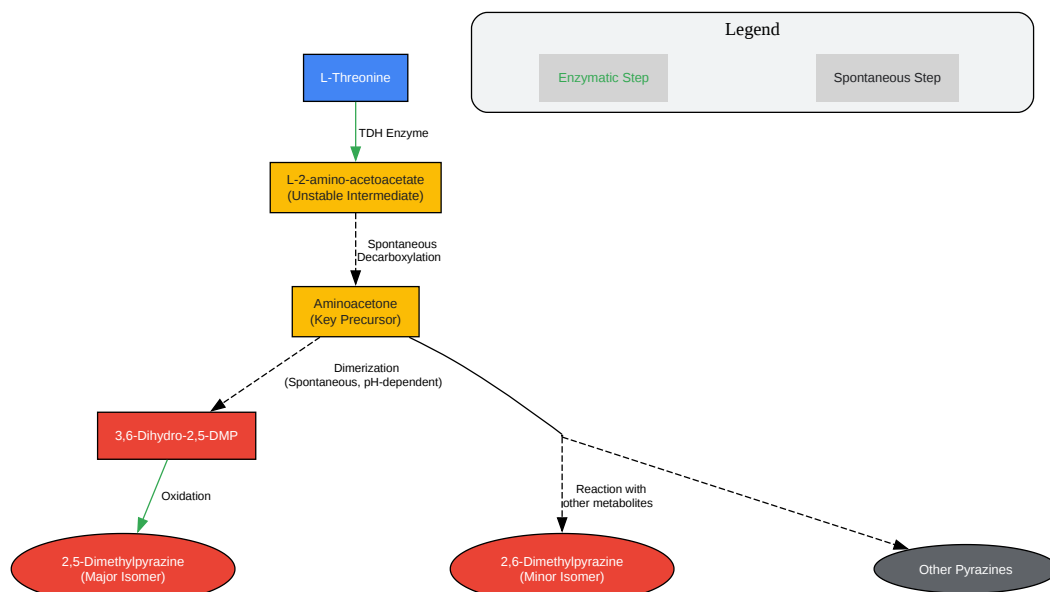 Legend
L-Threonine
Enzymatic Step
Spontaneous Step
TDH Enzyme
L-2-amino-acetoacetate
(Unstable Intermediate)
Spontaneous
Decarboxylation
Aminoacetone
(Key Precursor)
Dimerization
(Spontaneous, pH-dependent)
3,6-Dihydro-2,5-DMP
Oxidation
Reaction with
other metabolites
2,5-Dimethylpyrazine
(Major Isomer)
2,6-Dimethylpyrazine
(Minor Isomer)
Other Pyrazines